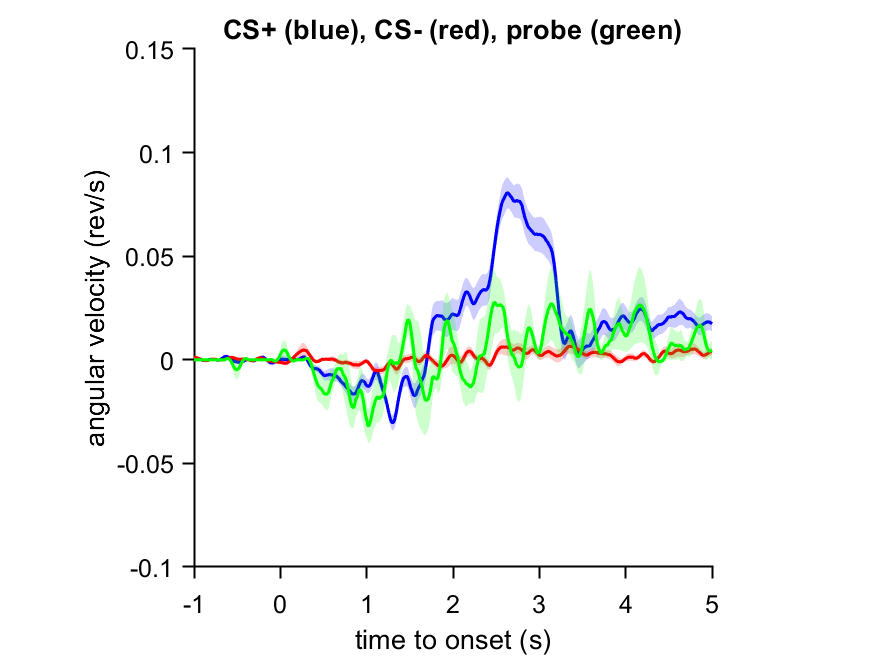 CS+ (blue), CS- (red), probe (green)
0.15
0.1
0.05
0
-0.05
-0.1
angular velocity (rev/s)
-1 0 1 2 3 4 5
time to onset (s)